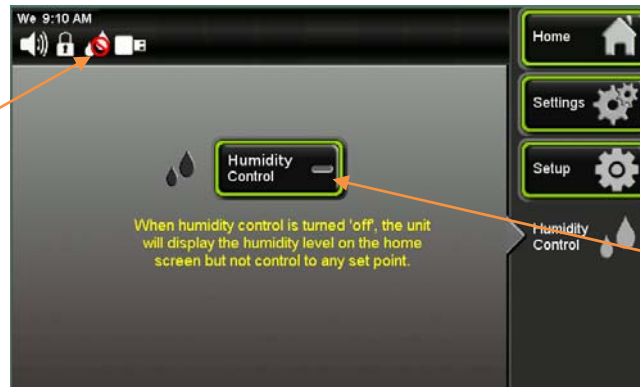 We 9:10 AM
Home
Settings
Setup
Humidity
Control
Humidity
Control
When humidity control is turned 'off', the unit
will display the humidity level on the home
screen but not control to any set point.